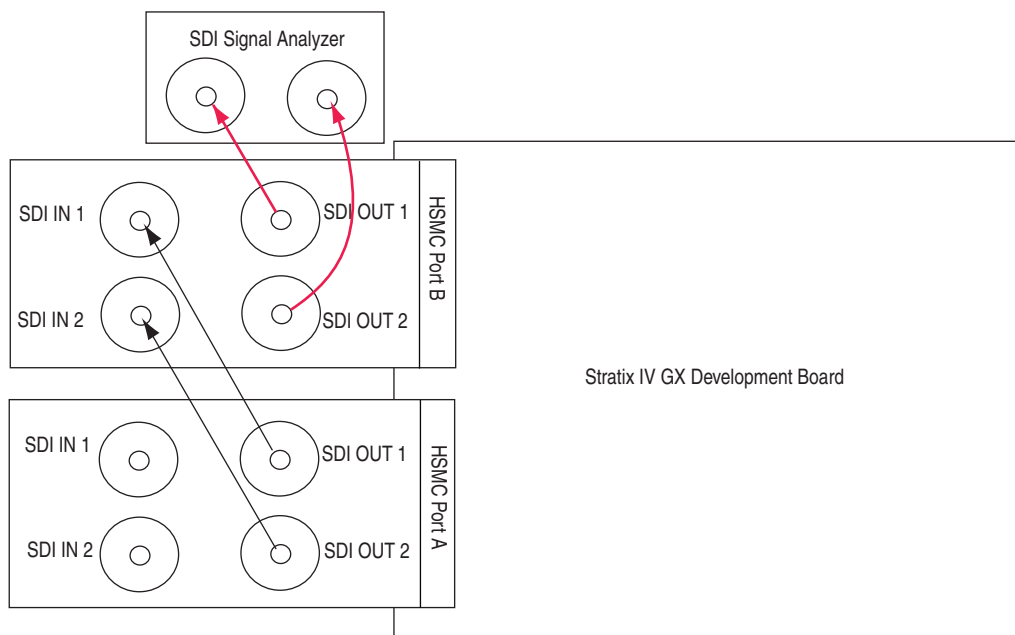 SDI Signal Analyzer
SDI IN 1
SDI OUT 1
SDI IN 2
SDI OUT 2
HSMC Port B
Stratix IV GX Development Board
SDI IN 1
SDI OUT 1
SDI IN 2
SDI OUT 2
HSMC Port A